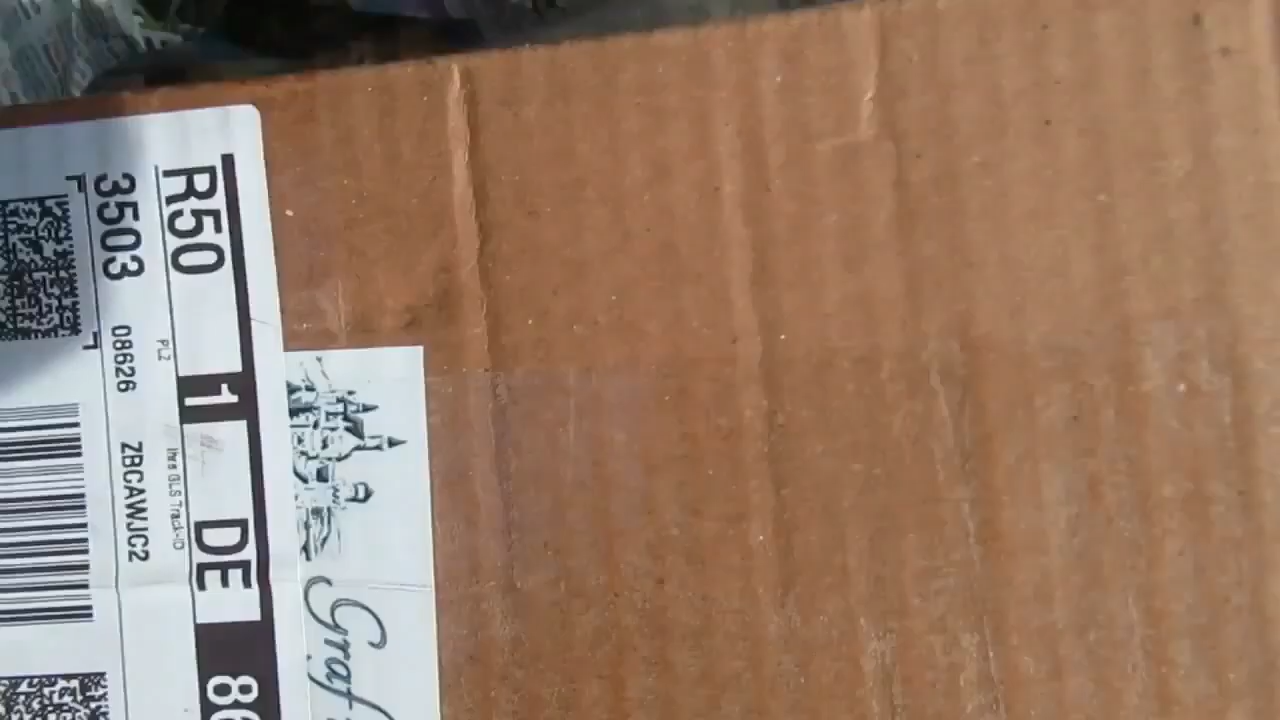 R50
1
DE
86
PLZ
Ihre GLS Track-ID
3503
08626
ZBCAWJC2
Graf